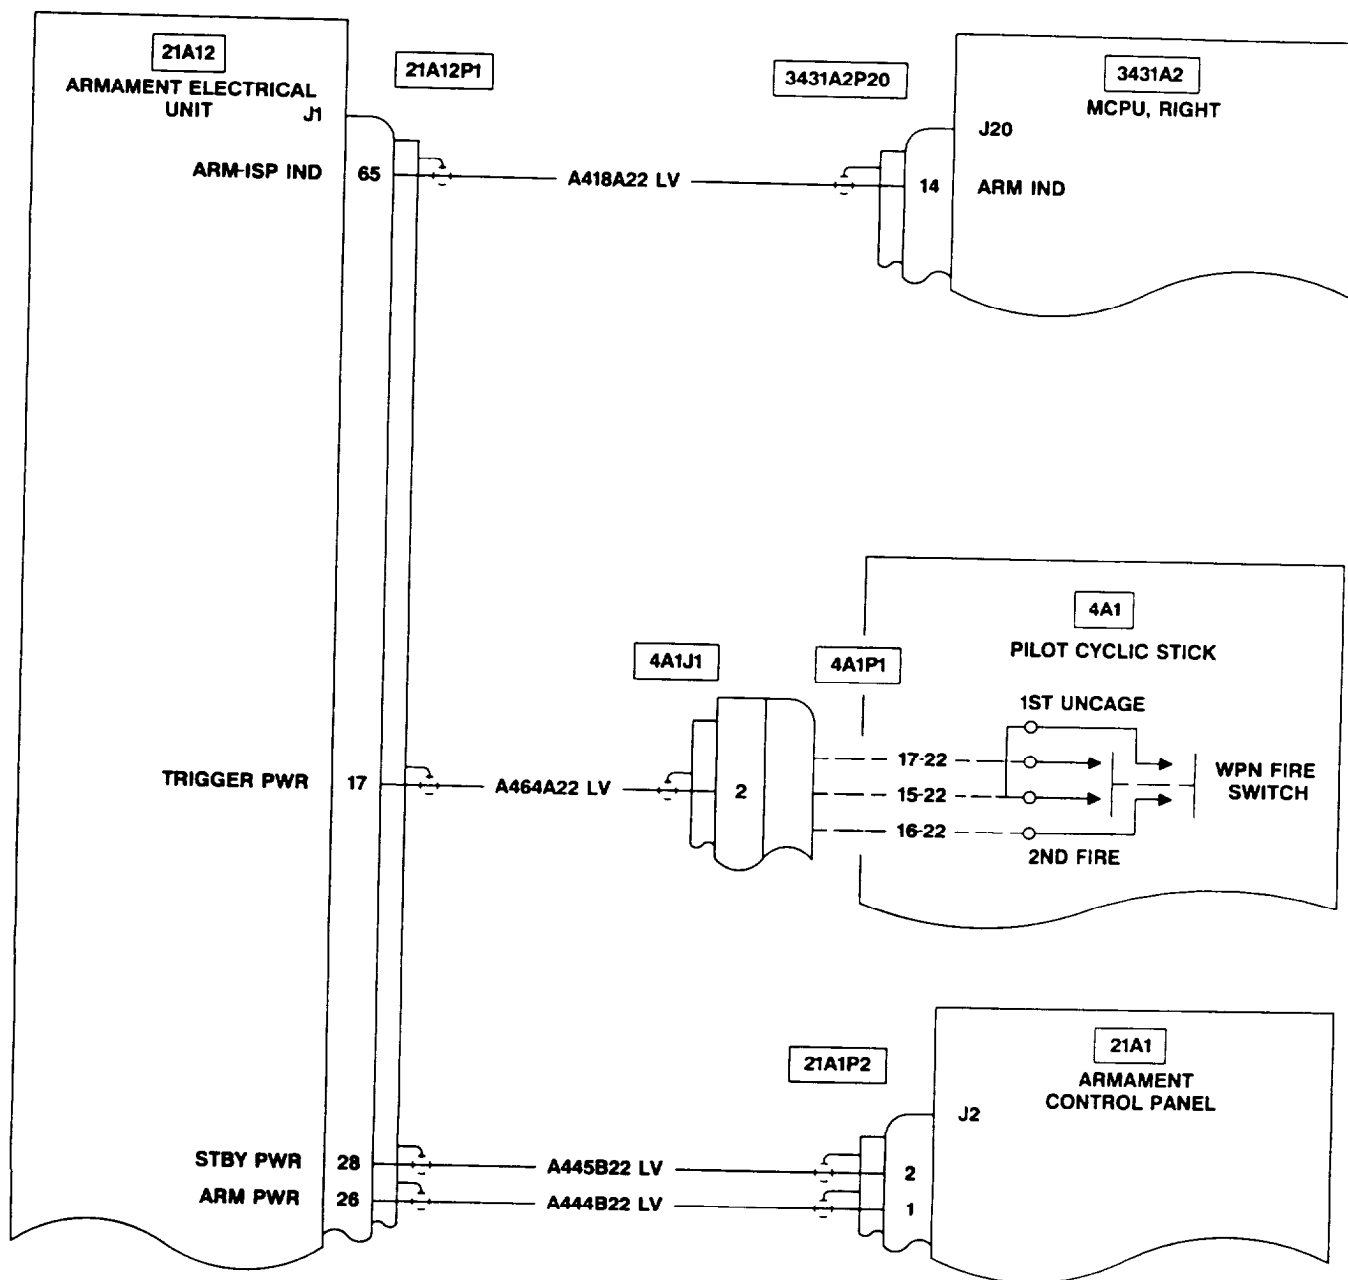 21A12
ARMAMENT ELECTRICAL
UNIT
J1
21A12P1
3431A2P20
3431A2
MCPU, RIGHT
J20
ARM-ISP IND
65
A418A22 LV
14
ARM IND
4A1
PILOT CYCLIC STICK
4A1J1
4A1P1
1ST UNCAGE
TRIGGER PWR
17
A464A22 LV
2
17-22
15-22
16-22
WPN FIRE
SWITCH
2ND FIRE
21A1P2
21A1
ARMAMENT
CONTROL PANEL
J2
STBY PWR
28
A445B22 LV
2
ARM PWR
26
A444B22 LV
1